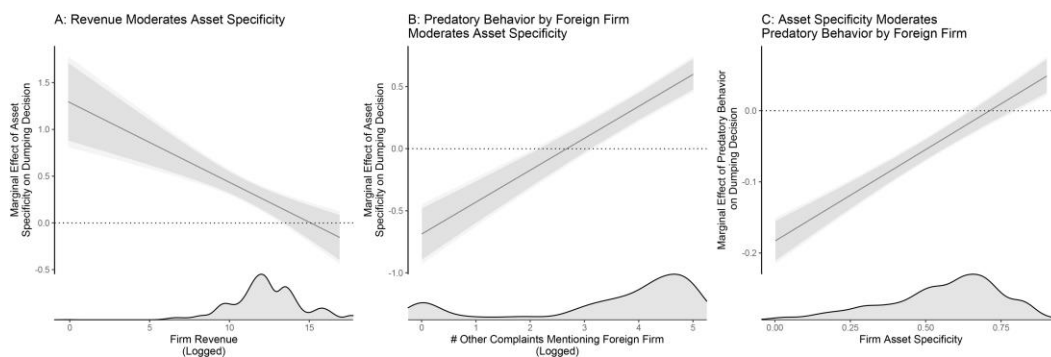 A: Revenue Moderates Asset Specificity
Marginal Effect of Asset
Specificity on Dumping Decision
1.5
1.0
0.5
0.0
-0.5
0
5
10
15
Firm Revenue
(Logged)
B: Predatory Behavior by Foreign Firm
Moderates Asset Specificity
Marginal Effect of Asset
Specificity on Dumping Decision
0.5
0.0
-0.5
-1.0
0
1
2
3
4
5
# Other Complaints Mentioning Foreign Firm
(Logged)
C: Asset Specificity Moderates
Predatory Behavior by Foreign Firm
Marginal Effect of Predatory Behavior
on Dumping Decision
0.0
-0.1
-0.2
0.00
0.25
0.50
0.75
Firm Asset Specificity